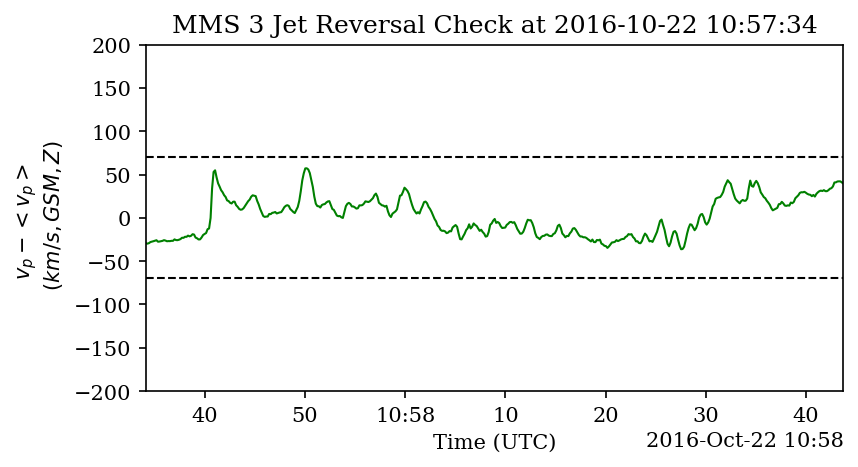 MMS 3 Jet Reversal Check at 2016-10-22 10:57:34
200
150
100
50
0
−50
−100
−150
−200
v_p − < v_p >
(km/s, GSM, Z)
40 50 10:58 10 20 30 40
Time (UTC)
2016-Oct-22 10:58